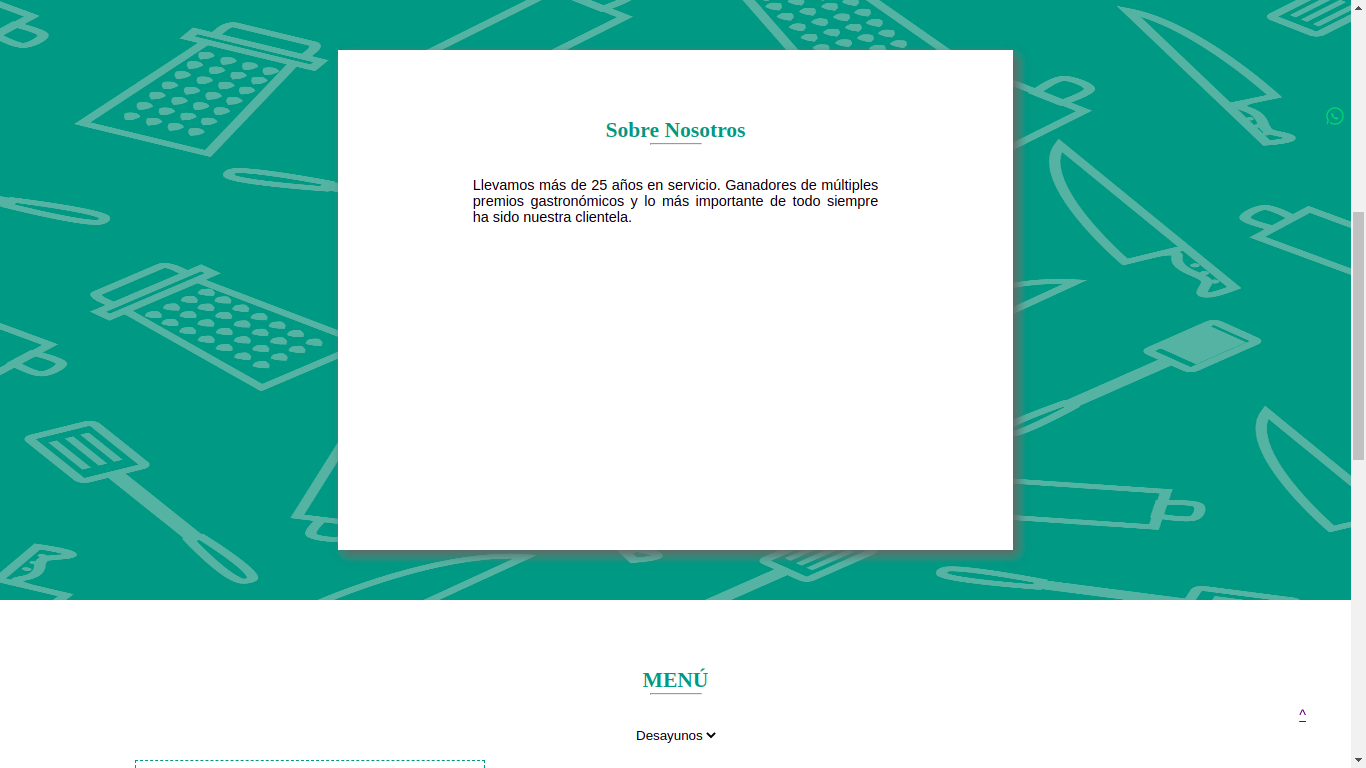 Sobre Nosotros
Llevamos más de 25 años en servicio. Ganadores de múltiples
premios gastronómicos y lo más importante de todo siempre
ha sido nuestra clientela.
MENÚ
^
Desayunos